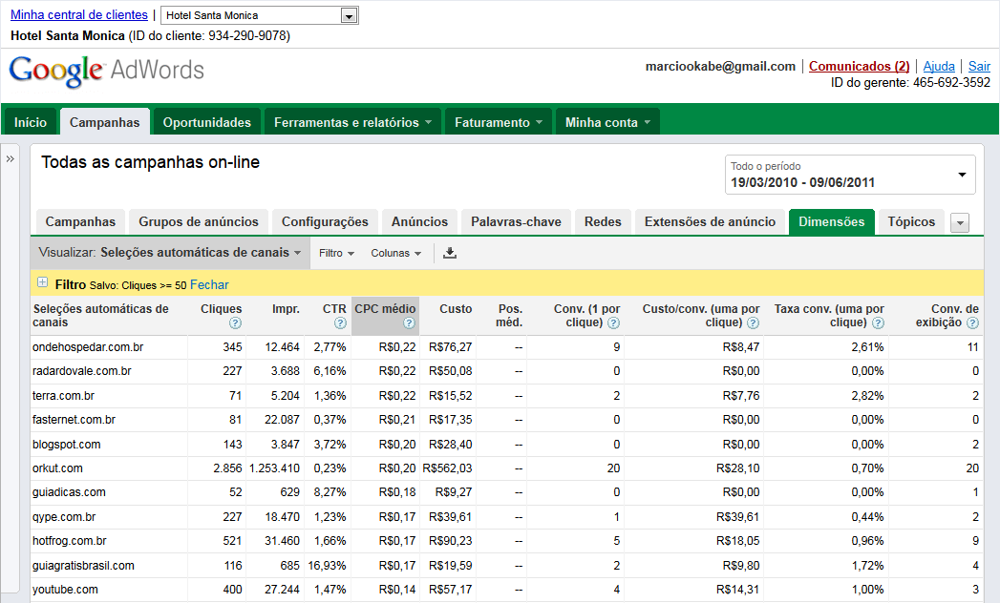 Minha central de clientes | Hotel Santa Monica
Hotel Santa Monica (ID do cliente: 934-290-9078)
Google AdWords
marciookabe@gmail.com | Comunicados (2) | Ajuda | Sair
ID do gerente: 465-692-3592
Início Campanhas Oportunidades Ferramentas e relatórios Faturamento Minha conta
»
Todas as campanhas on-line
Todo o período
19/03/2010 - 09/06/2011
Campanhas Grupos de anúncios Configurações Anúncios Palavras-chave Redes Extensões de anúncio Dimensões Tópicos
Visualizar: Seleções automáticas de canais Filtro Colunas
Filtro Salvo: Cliques >= 50 Fechar
Seleções automáticas de canais Cliques ? Impr. CTR ? CPC médio ? Custo Pos. méd. Conv. (1 por clique) ? Custo/conv. (uma por clique) ? Taxa conv. (uma por clique) ? Conv. de exibição ?
ondehospedar.com.br 345 12.464 2,77% R$0,22 R$76,27 -- 9 R$8,47 2,61% 11
radardovale.com.br 227 3.688 6,16% R$0,22 R$50,08 -- 0 R$0,00 0,00% 0
terra.com.br 71 5.204 1,36% R$0,22 R$15,52 -- 2 R$7,76 2,82% 2
fasternet.com.br 81 22.087 0,37% R$0,21 R$17,35 -- 0 R$0,00 0,00% 0
blogspot.com 143 3.847 3,72% R$0,20 R$28,40 -- 0 R$0,00 0,00% 2
orkut.com 2.856 1.253.410 0,23% R$0,20 R$562,03 -- 20 R$28,10 0,70% 20
guiadicas.com 52 629 8,27% R$0,18 R$9,27 -- 0 R$0,00 0,00% 1
qype.com.br 227 18.470 1,23% R$0,17 R$39,61 -- 1 R$39,61 0,44% 2
hotfrog.com.br 521 31.460 1,66% R$0,17 R$90,23 -- 5 R$18,05 0,96% 9
guiagratisbrasil.com 116 685 16,93% R$0,17 R$19,59 -- 2 R$9,80 1,72% 4
youtube.com 400 27.244 1,47% R$0,14 R$57,17 -- 4 R$14,31 1,00% 3